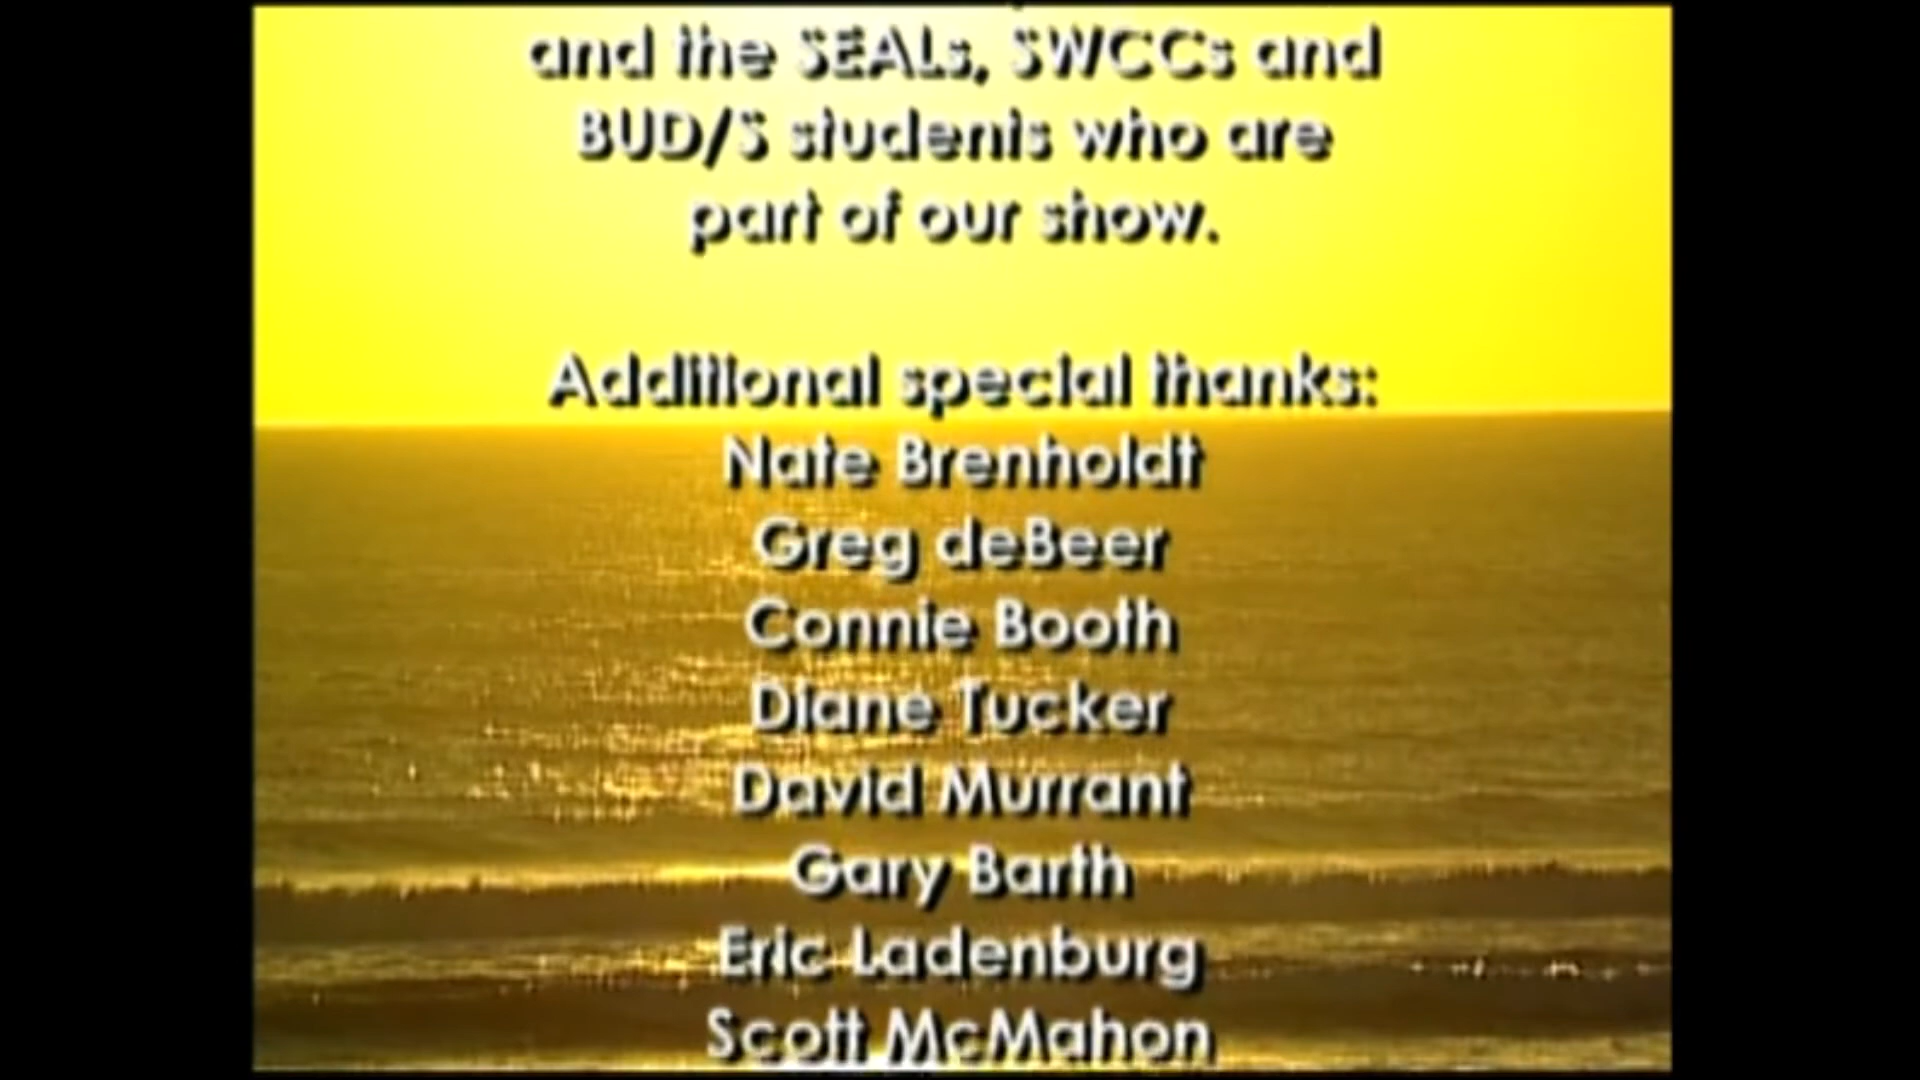 and the SEALs, SWCCs and
BUD/S students who are
part of our show.
Additional special thanks:
Nate Brenholdt
Greg deBeer
Connie Booth
Diane Tucker
David Murrant
Gary Barth
Eric Ladenburg
Scott McMahon